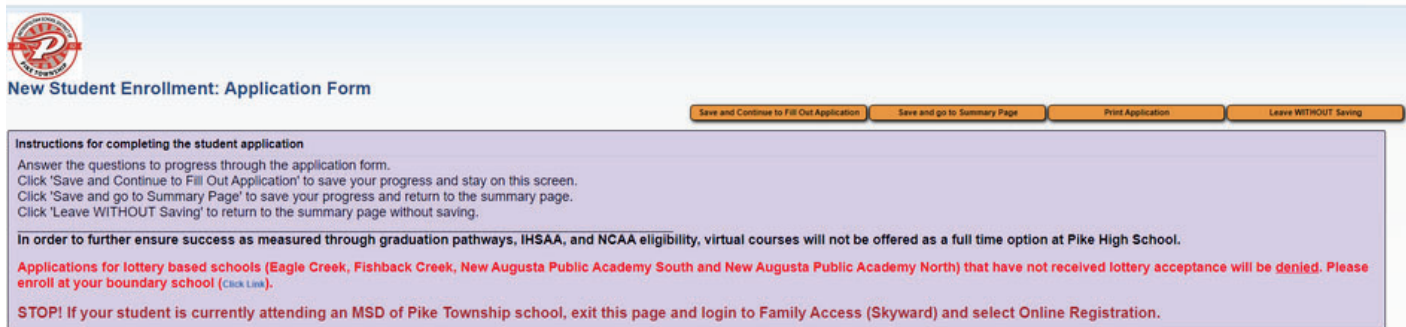 METROPOLITAN SCHOOL DISTRICT OF
P
PIKE TOWNSHIP
New Student Enrollment: Application Form
Save and Continue to Fill Out Application Save and go to Summary Page Print Application Leave WITHOUT Saving
Instructions for completing the student application
Answer the questions to progress through the application form.
Click 'Save and Continue to Fill Out Application' to save your progress and stay on this screen.
Click 'Save and go to Summary Page' to save your progress and return to the summary page.
Click 'Leave WITHOUT Saving' to return to the summary page without saving.
In order to further ensure success as measured through graduation pathways, IHSAA, and NCAA eligibility, virtual courses will not be offered as a full time option at Pike High School.
Applications for lottery based schools (Eagle Creek, Fishback Creek, New Augusta Public Academy South and New Augusta Public Academy North) that have not received lottery acceptance will be denied. Please
enroll at your boundary school (Click Link).
STOP! If your student is currently attending an MSD of Pike Township school, exit this page and login to Family Access (Skyward) and select Online Registration.